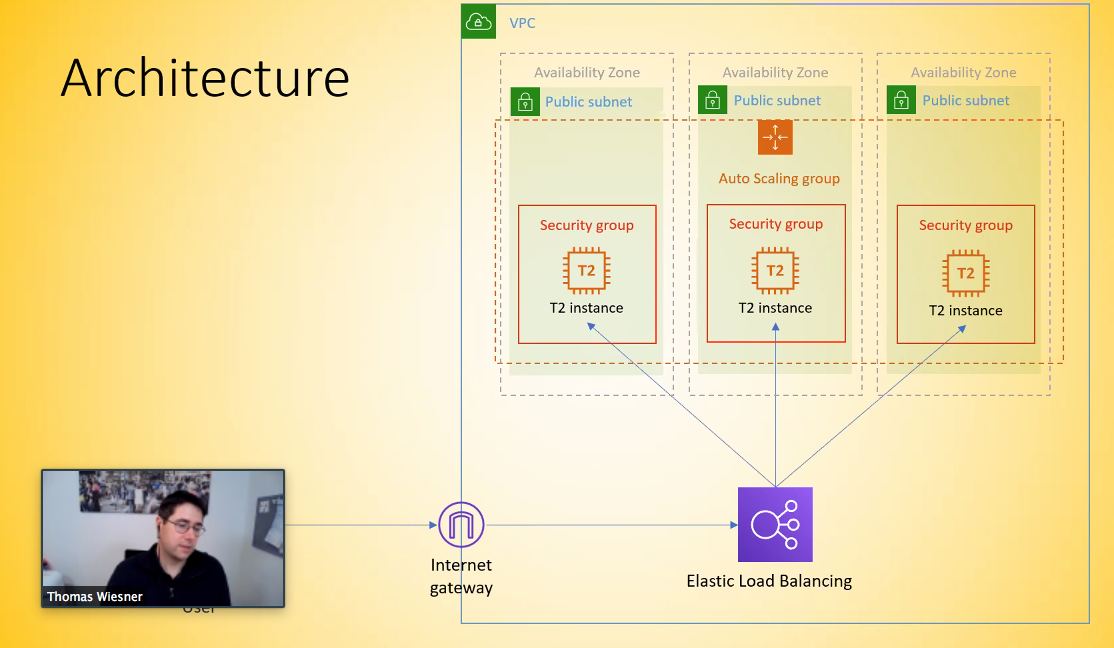 Architecture
VPC
Availability Zone
Availability Zone
Availability Zone
Public subnet
Public subnet
Public subnet
Auto Scaling group
Security group
Security group
Security group
T2
T2
T2
T2 instance
T2 instance
T2 instance
Internet
gateway
Elastic Load Balancing
Thomas Wiesner
User